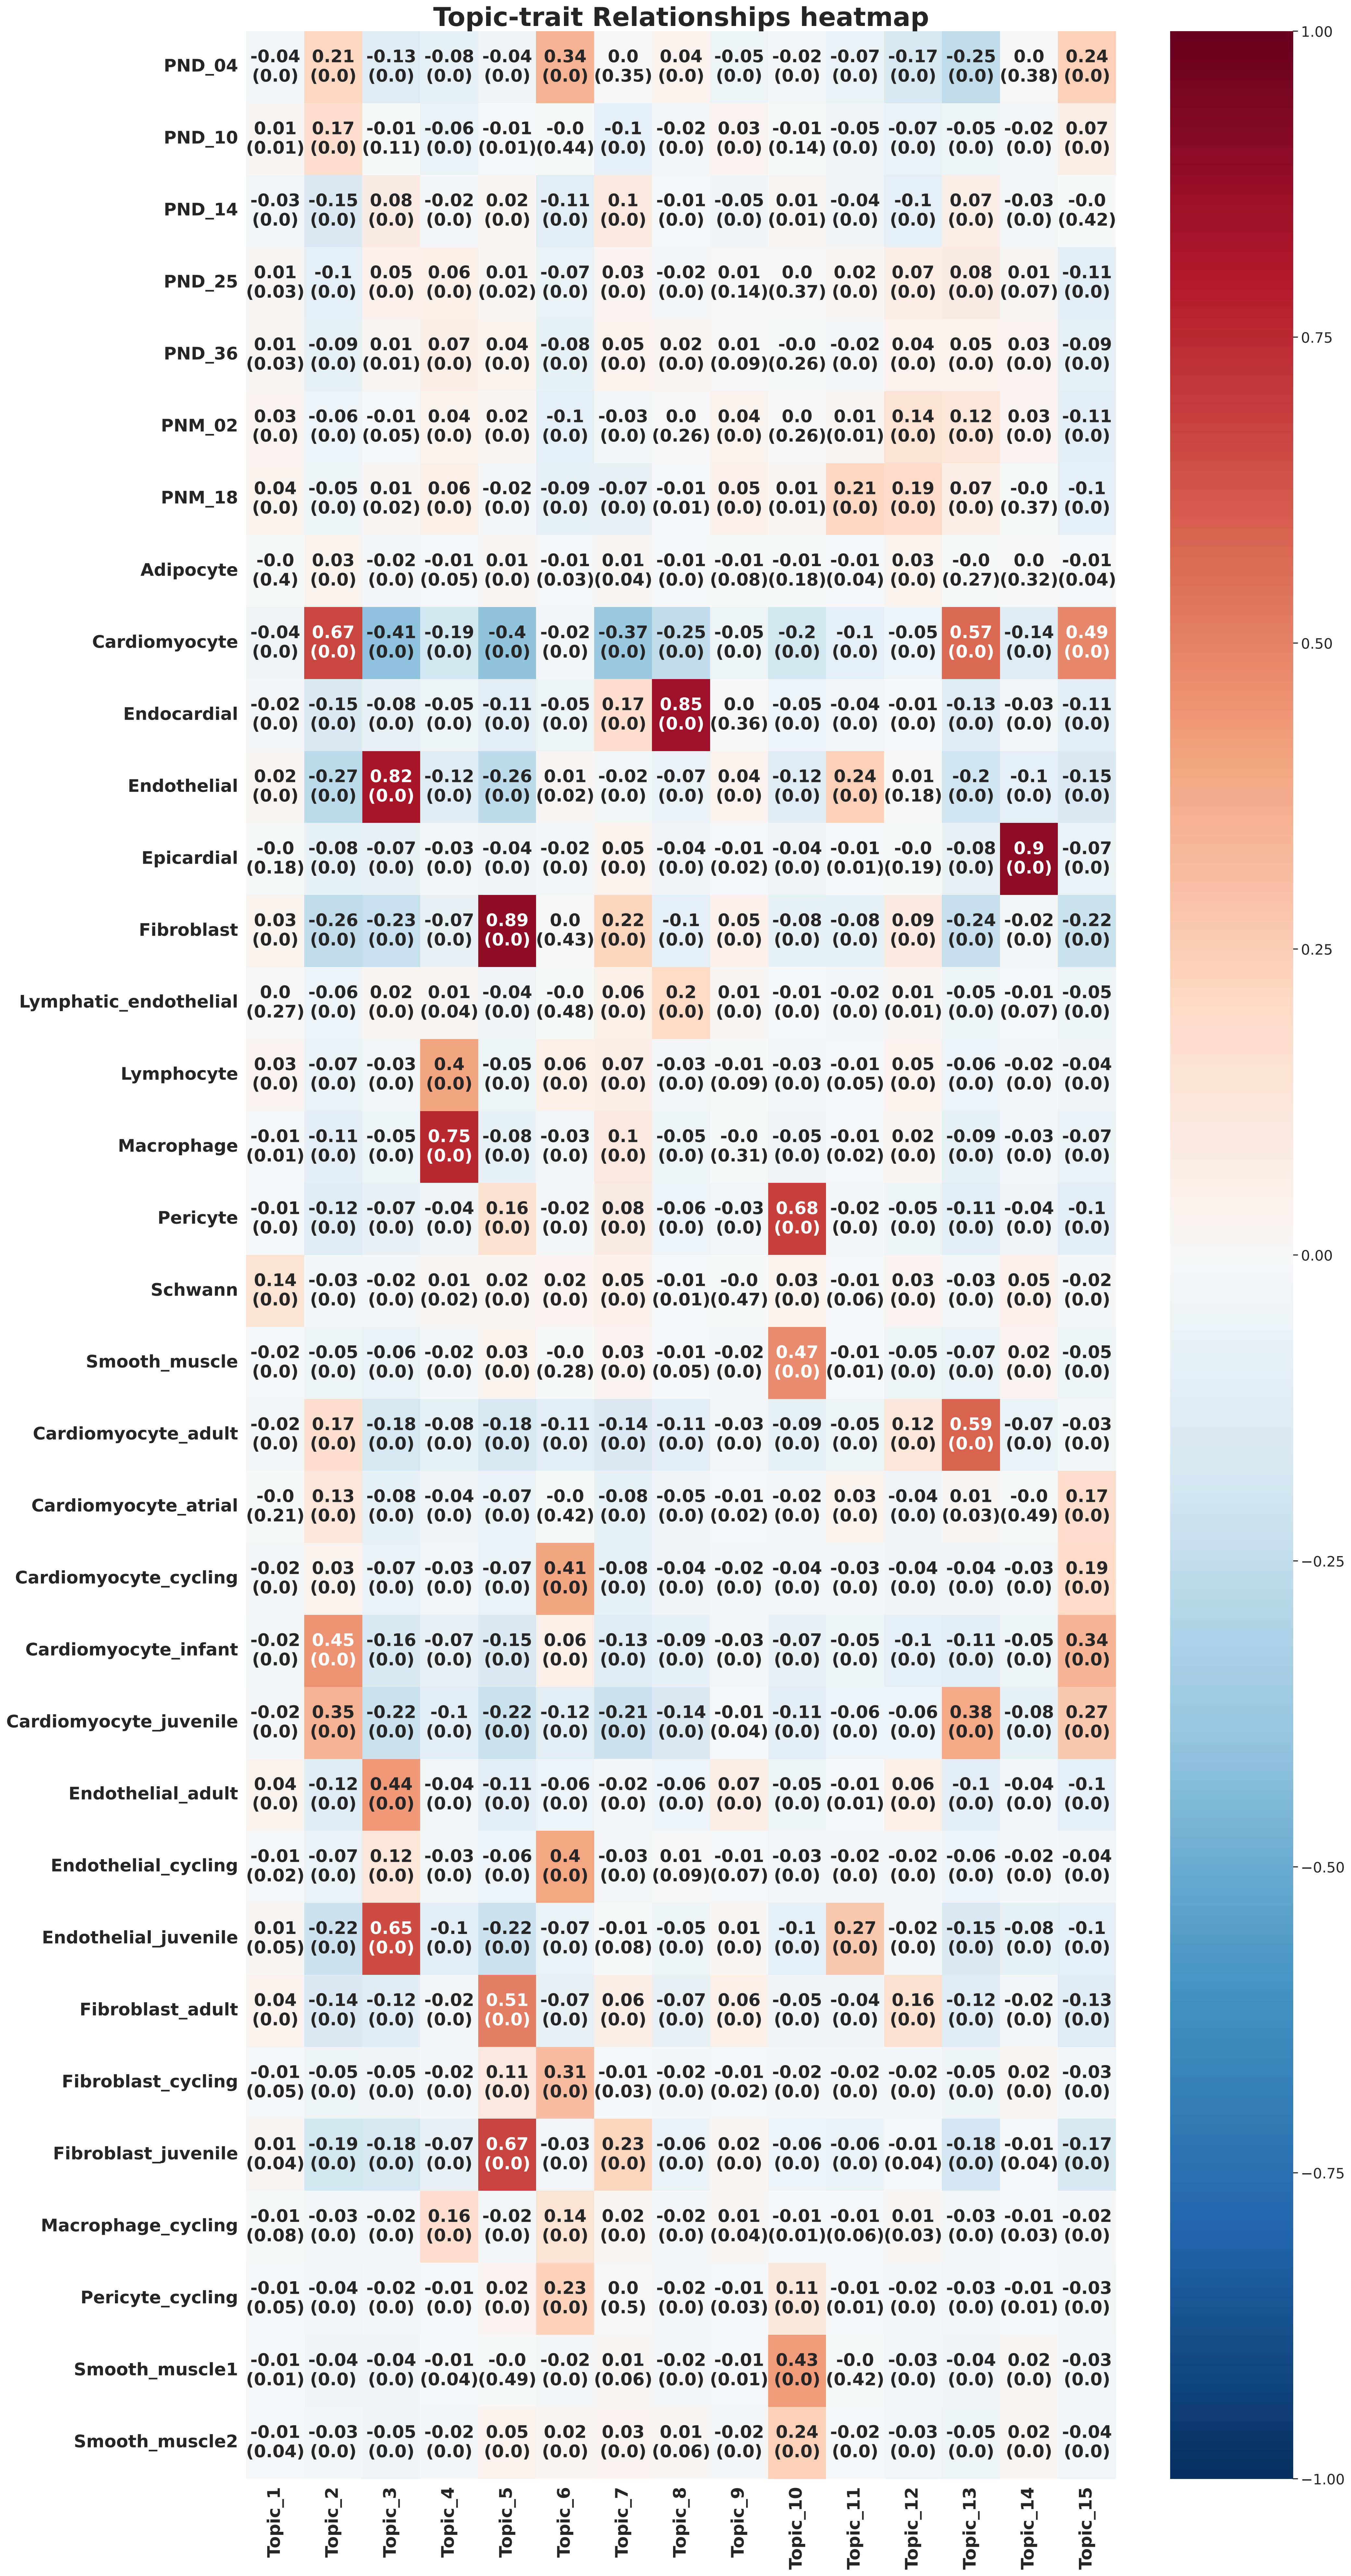 Topic-trait Relationships heatmap
PND_04 -0.04 0.21 -0.13 -0.08 -0.04 0.34 0.0 0.04 -0.05 -0.02 -0.07 -0.17 -0.25 0.0 0.24
(0.0) (0.0) (0.0) (0.0) (0.0) (0.0) (0.35) (0.0) (0.0) (0.0) (0.0) (0.0) (0.0) (0.38) (0.0)
PND_10 0.01 0.17 -0.01 -0.06 -0.01 -0.0 -0.1 -0.02 0.03 -0.01 -0.05 -0.07 -0.05 -0.02 0.07
(0.01) (0.0) (0.11) (0.0) (0.01) (0.44) (0.0) (0.0) (0.0) (0.14) (0.0) (0.0) (0.0) (0.0) (0.0)
PND_14 -0.03 -0.15 0.08 -0.02 0.02 -0.11 0.1 -0.01 -0.05 0.01 -0.04 -0.1 0.07 -0.03 -0.0
(0.0) (0.0) (0.0) (0.0) (0.0) (0.0) (0.0) (0.0) (0.0) (0.01) (0.0) (0.0) (0.0) (0.0) (0.42)
PND_25 0.01 -0.1 0.05 0.06 0.01 -0.07 0.03 -0.02 0.01 0.0 0.02 0.07 0.08 0.01 -0.11
(0.03) (0.0) (0.0) (0.0) (0.02) (0.0) (0.0) (0.0) (0.14) (0.37) (0.0) (0.0) (0.0) (0.07) (0.0)
PND_36 0.01 -0.09 0.01 0.07 0.04 -0.08 0.05 0.02 0.01 -0.0 -0.02 0.04 0.05 0.03 -0.09
(0.03) (0.0) (0.01) (0.0) (0.0) (0.0) (0.0) (0.0) (0.09) (0.26) (0.0) (0.0) (0.0) (0.0) (0.0)
PNM_02 0.03 -0.06 -0.01 0.04 0.02 -0.1 -0.03 0.0 0.04 0.0 0.01 0.14 0.12 0.03 -0.11
(0.0) (0.0) (0.05) (0.0) (0.0) (0.0) (0.0) (0.26) (0.0) (0.26) (0.01) (0.0) (0.0) (0.0) (0.0)
PNM_18 0.04 -0.05 0.01 0.06 -0.02 -0.09 -0.07 -0.01 0.05 0.01 0.21 0.19 0.07 -0.0 -0.1
(0.0) (0.0) (0.02) (0.0) (0.0) (0.0) (0.0) (0.01) (0.0) (0.01) (0.0) (0.0) (0.0) (0.37) (0.0)
Adipocyte -0.0 0.03 -0.02 -0.01 0.01 -0.01 0.01 -0.01 -0.01 -0.01 -0.01 0.03 -0.0 0.0 -0.01
(0.4) (0.0) (0.0) (0.05) (0.0) (0.03) (0.04) (0.0) (0.08) (0.18) (0.04) (0.0) (0.27) (0.32) (0.04)
Cardiomyocyte -0.04 0.67 -0.41 -0.19 -0.4 -0.02 -0.37 -0.25 -0.05 -0.2 -0.1 -0.05 0.57 -0.14 0.49
(0.0) (0.0) (0.0) (0.0) (0.0) (0.0) (0.0) (0.0) (0.0) (0.0) (0.0) (0.0) (0.0) (0.0) (0.0)
Endocardial -0.02 -0.15 -0.08 -0.05 -0.11 -0.05 0.17 0.85 0.0 -0.05 -0.04 -0.01 -0.13 -0.03 -0.11
(0.0) (0.0) (0.0) (0.0) (0.0) (0.0) (0.0) (0.0) (0.36) (0.0) (0.0) (0.0) (0.0) (0.0) (0.0)
Endothelial 0.02 -0.27 0.82 -0.12 -0.26 0.01 -0.02 -0.07 0.04 -0.12 0.24 0.01 -0.2 -0.1 -0.15
(0.0) (0.0) (0.0) (0.0) (0.0) (0.02) (0.0) (0.0) (0.0) (0.0) (0.0) (0.18) (0.0) (0.0) (0.0)
Epicardial -0.0 -0.08 -0.07 -0.03 -0.04 -0.02 0.05 -0.04 -0.01 -0.04 -0.01 -0.0 -0.08 0.9 -0.07
(0.18) (0.0) (0.0) (0.0) (0.0) (0.0) (0.0) (0.0) (0.02) (0.0) (0.01) (0.19) (0.0) (0.0) (0.0)
Fibroblast 0.03 -0.26 -0.23 -0.07 0.89 0.0 0.22 -0.1 0.05 -0.08 -0.08 0.09 -0.24 -0.02 -0.22
(0.0) (0.0) (0.0) (0.0) (0.0) (0.43) (0.0) (0.0) (0.0) (0.0) (0.0) (0.0) (0.0) (0.0) (0.0)
Lymphatic_endothelial 0.0 -0.06 0.02 0.01 -0.04 -0.0 0.06 0.2 0.01 -0.01 -0.02 0.01 -0.05 -0.01 -0.05
(0.27) (0.0) (0.0) (0.04) (0.0) (0.48) (0.0) (0.0) (0.0) (0.0) (0.0) (0.01) (0.0) (0.07) (0.0)
Lymphocyte 0.03 -0.07 -0.03 0.4 -0.05 0.06 0.07 -0.03 -0.01 -0.03 -0.01 0.05 -0.06 -0.02 -0.04
(0.0) (0.0) (0.0) (0.0) (0.0) (0.0) (0.0) (0.0) (0.09) (0.0) (0.05) (0.0) (0.0) (0.0) (0.0)
Macrophage -0.01 -0.11 -0.05 0.75 -0.08 -0.03 0.1 -0.05 -0.0 -0.05 -0.01 0.02 -0.09 -0.03 -0.07
(0.01) (0.0) (0.0) (0.0) (0.0) (0.0) (0.0) (0.0) (0.31) (0.0) (0.02) (0.0) (0.0) (0.0) (0.0)
Pericyte -0.01 -0.12 -0.07 -0.04 0.16 -0.02 0.08 -0.06 -0.03 0.68 -0.02 -0.05 -0.11 -0.04 -0.1
(0.0) (0.0) (0.0) (0.0) (0.0) (0.0) (0.0) (0.0) (0.0) (0.0) (0.0) (0.0) (0.0) (0.0) (0.0)
Schwann 0.14 -0.03 -0.02 0.01 0.02 0.02 0.05 -0.01 -0.0 0.03 -0.01 0.03 -0.03 0.05 -0.02
(0.0) (0.0) (0.0) (0.02) (0.0) (0.0) (0.0) (0.01) (0.47) (0.0) (0.06) (0.0) (0.0) (0.0) (0.0)
Smooth_muscle -0.02 -0.05 -0.06 -0.02 0.03 -0.0 0.03 -0.01 -0.02 0.47 -0.01 -0.05 -0.07 0.02 -0.05
(0.0) (0.0) (0.0) (0.0) (0.0) (0.28) (0.0) (0.05) (0.0) (0.0) (0.01) (0.0) (0.0) (0.0) (0.0)
Cardiomyocyte_adult -0.02 0.17 -0.18 -0.08 -0.18 -0.11 -0.14 -0.11 -0.03 -0.09 -0.05 0.12 0.59 -0.07 -0.03
(0.0) (0.0) (0.0) (0.0) (0.0) (0.0) (0.0) (0.0) (0.0) (0.0) (0.0) (0.0) (0.0) (0.0) (0.0)
Cardiomyocyte_atrial -0.0 0.13 -0.08 -0.04 -0.07 -0.0 -0.08 -0.05 -0.01 -0.02 0.03 -0.04 0.01 -0.0 0.17
(0.21) (0.0) (0.0) (0.0) (0.0) (0.42) (0.0) (0.0) (0.02) (0.0) (0.0) (0.0) (0.03) (0.49) (0.0)
Cardiomyocyte_cycling -0.02 0.03 -0.07 -0.03 -0.07 0.41 -0.08 -0.04 -0.02 -0.04 -0.03 -0.04 -0.04 -0.03 0.19
(0.0) (0.0) (0.0) (0.0) (0.0) (0.0) (0.0) (0.0) (0.0) (0.0) (0.0) (0.0) (0.0) (0.0) (0.0)
Cardiomyocyte_infant -0.02 0.45 -0.16 -0.07 -0.15 0.06 -0.13 -0.09 -0.03 -0.07 -0.05 -0.1 -0.11 -0.05 0.34
(0.0) (0.0) (0.0) (0.0) (0.0) (0.0) (0.0) (0.0) (0.0) (0.0) (0.0) (0.0) (0.0) (0.0) (0.0)
Cardiomyocyte_juvenile -0.02 0.35 -0.22 -0.1 -0.22 -0.12 -0.21 -0.14 -0.01 -0.11 -0.06 -0.06 0.38 -0.08 0.27
(0.0) (0.0) (0.0) (0.0) (0.0) (0.0) (0.0) (0.0) (0.04) (0.0) (0.0) (0.0) (0.0) (0.0) (0.0)
Endothelial_adult 0.04 -0.12 0.44 -0.04 -0.11 -0.06 -0.02 -0.06 0.07 -0.05 -0.01 0.06 -0.1 -0.04 -0.1
(0.0) (0.0) (0.0) (0.0) (0.0) (0.0) (0.0) (0.0) (0.0) (0.0) (0.01) (0.0) (0.0) (0.0) (0.0)
Endothelial_cycling -0.01 -0.07 0.12 -0.03 -0.06 0.4 -0.03 0.01 -0.01 -0.03 -0.02 -0.02 -0.06 -0.02 -0.04
(0.02) (0.0) (0.0) (0.0) (0.0) (0.0) (0.0) (0.09) (0.07) (0.0) (0.0) (0.0) (0.0) (0.0) (0.0)
Endothelial_juvenile 0.01 -0.22 0.65 -0.1 -0.22 -0.07 -0.01 -0.05 0.01 -0.1 0.27 -0.02 -0.15 -0.08 -0.1
(0.05) (0.0) (0.0) (0.0) (0.0) (0.0) (0.08) (0.0) (0.0) (0.0) (0.0) (0.0) (0.0) (0.0) (0.0)
Fibroblast_adult 0.04 -0.14 -0.12 -0.02 0.51 -0.07 0.06 -0.07 0.06 -0.05 -0.04 0.16 -0.12 -0.02 -0.13
(0.0) (0.0) (0.0) (0.0) (0.0) (0.0) (0.0) (0.0) (0.0) (0.0) (0.0) (0.0) (0.0) (0.0) (0.0)
Fibroblast_cycling -0.01 -0.05 -0.05 -0.02 0.11 0.31 -0.01 -0.02 -0.01 -0.02 -0.02 -0.02 -0.05 0.02 -0.03
(0.05) (0.0) (0.0) (0.0) (0.0) (0.0) (0.03) (0.0) (0.02) (0.0) (0.0) (0.0) (0.0) (0.0) (0.0)
Fibroblast_juvenile 0.01 -0.19 -0.18 -0.07 0.67 -0.03 0.23 -0.06 0.02 -0.06 -0.06 -0.01 -0.18 -0.01 -0.17
(0.04) (0.0) (0.0) (0.0) (0.0) (0.0) (0.0) (0.0) (0.0) (0.0) (0.0) (0.04) (0.0) (0.04) (0.0)
Macrophage_cycling -0.01 -0.03 -0.02 0.16 -0.02 0.14 0.02 -0.02 0.01 -0.01 -0.01 0.01 -0.03 -0.01 -0.02
(0.08) (0.0) (0.0) (0.0) (0.0) (0.0) (0.0) (0.0) (0.04) (0.01) (0.06) (0.03) (0.0) (0.03) (0.0)
Pericyte_cycling -0.01 -0.04 -0.02 -0.01 0.02 0.23 0.0 -0.02 -0.01 0.11 -0.01 -0.02 -0.03 -0.01 -0.03
(0.05) (0.0) (0.0) (0.0) (0.0) (0.0) (0.5) (0.0) (0.03) (0.0) (0.01) (0.0) (0.0) (0.01) (0.0)
Smooth_muscle1 -0.01 -0.04 -0.04 -0.01 -0.0 -0.02 0.01 -0.02 -0.01 0.43 -0.0 -0.03 -0.04 0.02 -0.03
(0.01) (0.0) (0.0) (0.04) (0.49) (0.0) (0.06) (0.0) (0.01) (0.0) (0.42) (0.0) (0.0) (0.0) (0.0)
Smooth_muscle2 -0.01 -0.03 -0.05 -0.02 0.05 0.02 0.03 0.01 -0.02 0.24 -0.02 -0.03 -0.05 0.02 -0.04
(0.04) (0.0) (0.0) (0.0) (0.0) (0.0) (0.0) (0.06) (0.0) (0.0) (0.0) (0.0) (0.0) (0.0) (0.0)
Topic_1 Topic_2 Topic_3 Topic_4 Topic_5 Topic_6 Topic_7 Topic_8 Topic_9 Topic_10 Topic_11 Topic_12 Topic_13 Topic_14 Topic_15
1.00
0.75
0.50
0.25
0.00
−0.25
−0.50
−0.75
−1.00